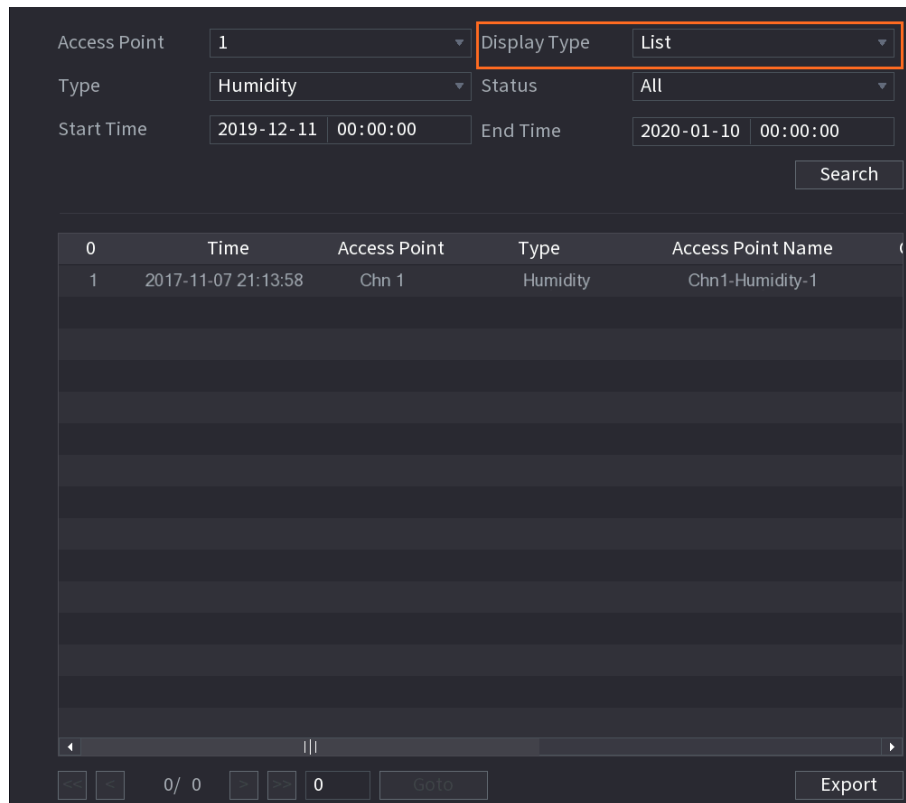 Access Point 1 Display Type List
Type Humidity Status All
Start Time 2019-12-11 00:00:00 End Time 2020-01-10 00:00:00
Search
0 Time Access Point Type Access Point Name
1 2017-11-07 21:13:58 Chn 1 Humidity Chn1-Humidity-1
<< < 0/ 0 > >> 0 Goto Export